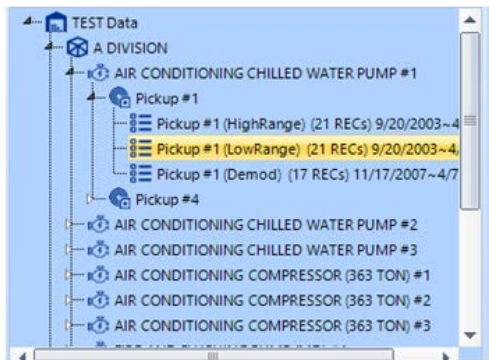 TEST Data
A DIVISION
AIR CONDITIONING CHILLED WATER PUMP #1
Pickup #1
Pickup #1 (HighRange) (21 RECs) 9/20/2003~4
Pickup #1 (LowRange) (21 RECs) 9/20/2003~4/
Pickup #1 (Demod) (17 RECs) 11/17/2007~4/7
Pickup #4
AIR CONDITIONING CHILLED WATER PUMP #2
AIR CONDITIONING CHILLED WATER PUMP #3
AIR CONDITIONING COMPRESSOR (363 TON) #1
AIR CONDITIONING COMPRESSOR (363 TON) #2
AIR CONDITIONING COMPRESSOR (363 TON) #3